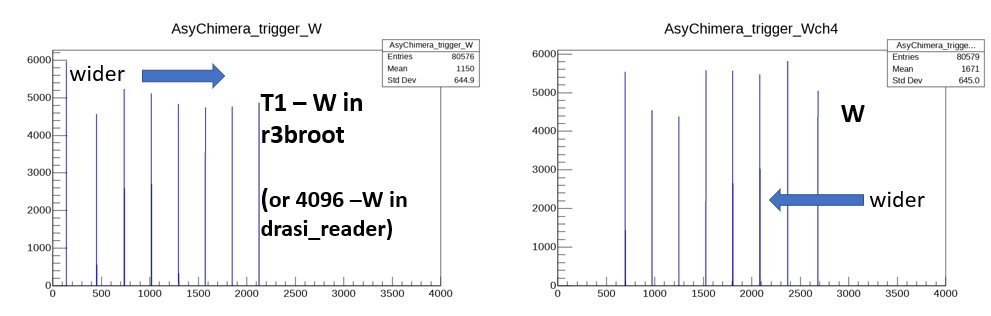 AsyChimera_trigger_W
AsyChimera_trigger_W
Entries 80576
Mean 1150
Std Dev 644.9
wider
T1 – W in
r3broot
(or 4096 –W in
drasi_reader)
6000
5000
4000
3000
2000
1000
0
0 500 1000 1500 2000 2500 3000 3500 4000
AsyChimera_trigger_Wch4
AsyChimera_trigge...
Entries 80579
Mean 1671
Std Dev 645.0
W
wider
6000
5000
4000
3000
2000
1000
0
0 500 1000 1500 2000 2500 3000 3500 4000